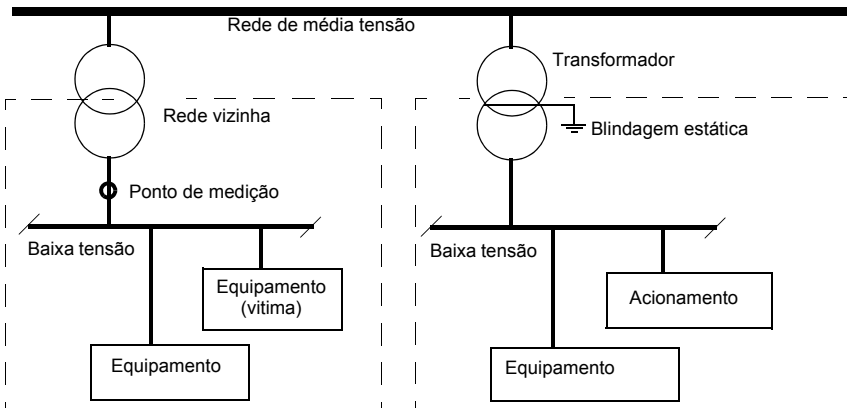 Rede de média tensão
Transformador
Rede vizinha
Blindagem estática
Ponto de medição
Baixa tensão
Baixa tensão
Equipamento
(vitima)
Acionamento
Equipamento
Equipamento